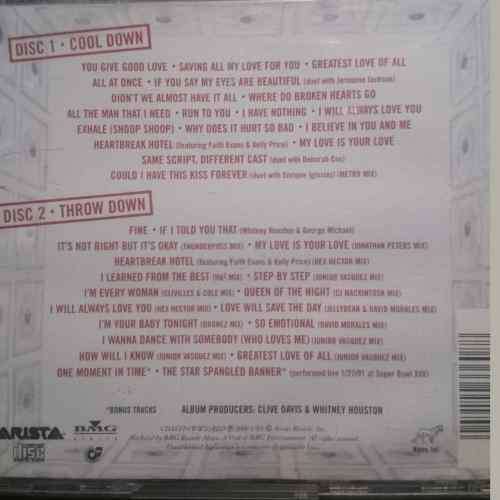 DISC 1 • COOL DOWN
YOU GIVE GOOD LOVE • SAVING ALL MY LOVE FOR YOU • GREATEST LOVE OF ALL
ALL AT ONCE • IF YOU SAY MY EYES ARE BEAUTIFUL (duet with Jermaine Jackson)
DIDN'T WE ALMOST HAVE IT ALL • WHERE DO BROKEN HEARTS GO
ALL THE MAN THAT I NEED • RUN TO YOU • I HAVE NOTHING • I WILL ALWAYS LOVE YOU
EXHALE (SHOOP SHOOP) • WHY DOES IT HURT SO BAD • I BELIEVE IN YOU AND ME
HEARTBREAK HOTEL (featuring Faith Evans & Kelly Price) • MY LOVE IS YOUR LOVE
SAME SCRIPT, DIFFERENT CAST (duet with Deborah Cox)
COULD I HAVE THIS KISS FOREVER (duet with Enrique Iglesias) (METRO MIX)
DISC 2 • THROW DOWN
FINE • IF I TOLD YOU THAT (Whitney Houston & George Michael)
IT'S NOT RIGHT BUT IT'S OKAY (THUNDERPUSS MIX) • MY LOVE IS YOUR LOVE (JONATHAN PETERS MIX)
HEARTBREAK HOTEL (featuring Faith Evans & Kelly Price) (HEX HECTOR MIX)
I LEARNED FROM THE BEST (HQ² MIX) • STEP BY STEP (JUNIOR VASQUEZ MIX)
I'M EVERY WOMAN (CLIVILLES & COLE MIX) • QUEEN OF THE NIGHT (CJ MACKINTOSH MIX)
I WILL ALWAYS LOVE YOU (HEX HECTOR MIX) • LOVE WILL SAVE THE DAY (JELLYBEAN & DAVID MORALES MIX)
I'M YOUR BABY TONIGHT (DRONEZ MIX) • SO EMOTIONAL (DAVID MORALES MIX)
I WANNA DANCE WITH SOMEBODY (WHO LOVES ME) (JUNIOR VASQUEZ MIX)
HOW WILL I KNOW (JUNIOR VASQUEZ MIX) • GREATEST LOVE OF ALL (JUNIOR VASQUEZ MIX)
ONE MOMENT IN TIME* • THE STAR SPANGLED BANNER* (performed live 1/27/91 at Super Bowl XXV)
*BONUS TRACKS ALBUM PRODUCERS: CLIVE DAVIS & WHITNEY HOUSTON
ARISTA BMG
disc
Nippy, Inc.